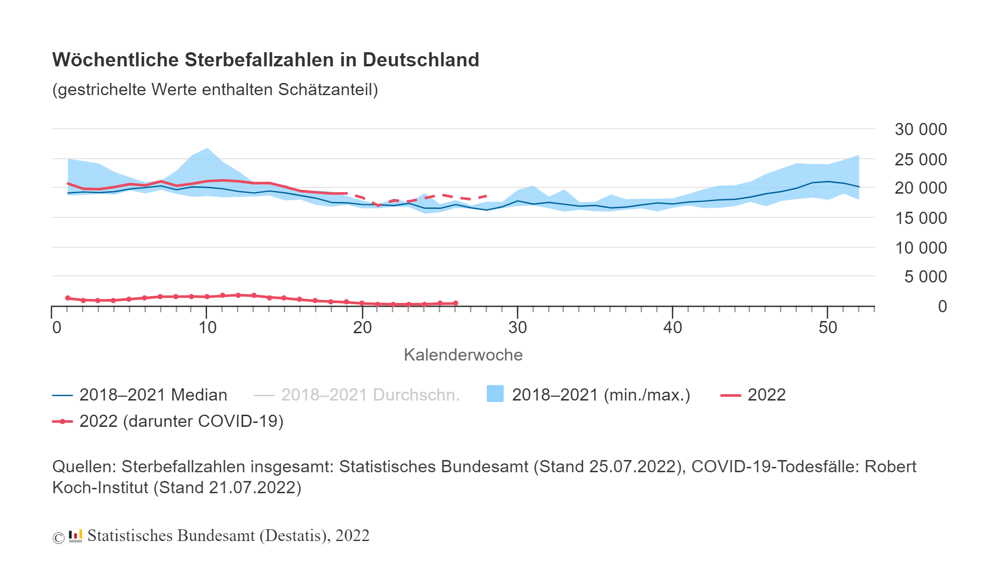 Wöchentliche Sterbefallzahlen in Deutschland
(gestrichelte Werte enthalten Schätzanteil)
30 000
25 000
20 000
15 000
10 000
5 000
0
0 10 20 30 40 50
Kalenderwoche
2018–2021 Median 2018–2021 Durchschn. 2018–2021 (min./max.) 2022
2022 (darunter COVID-19)
Quellen: Sterbefallzahlen insgesamt: Statistisches Bundesamt (Stand 25.07.2022), COVID-19-Todesfälle: Robert
Koch-Institut (Stand 21.07.2022)
© Statistisches Bundesamt (Destatis), 2022